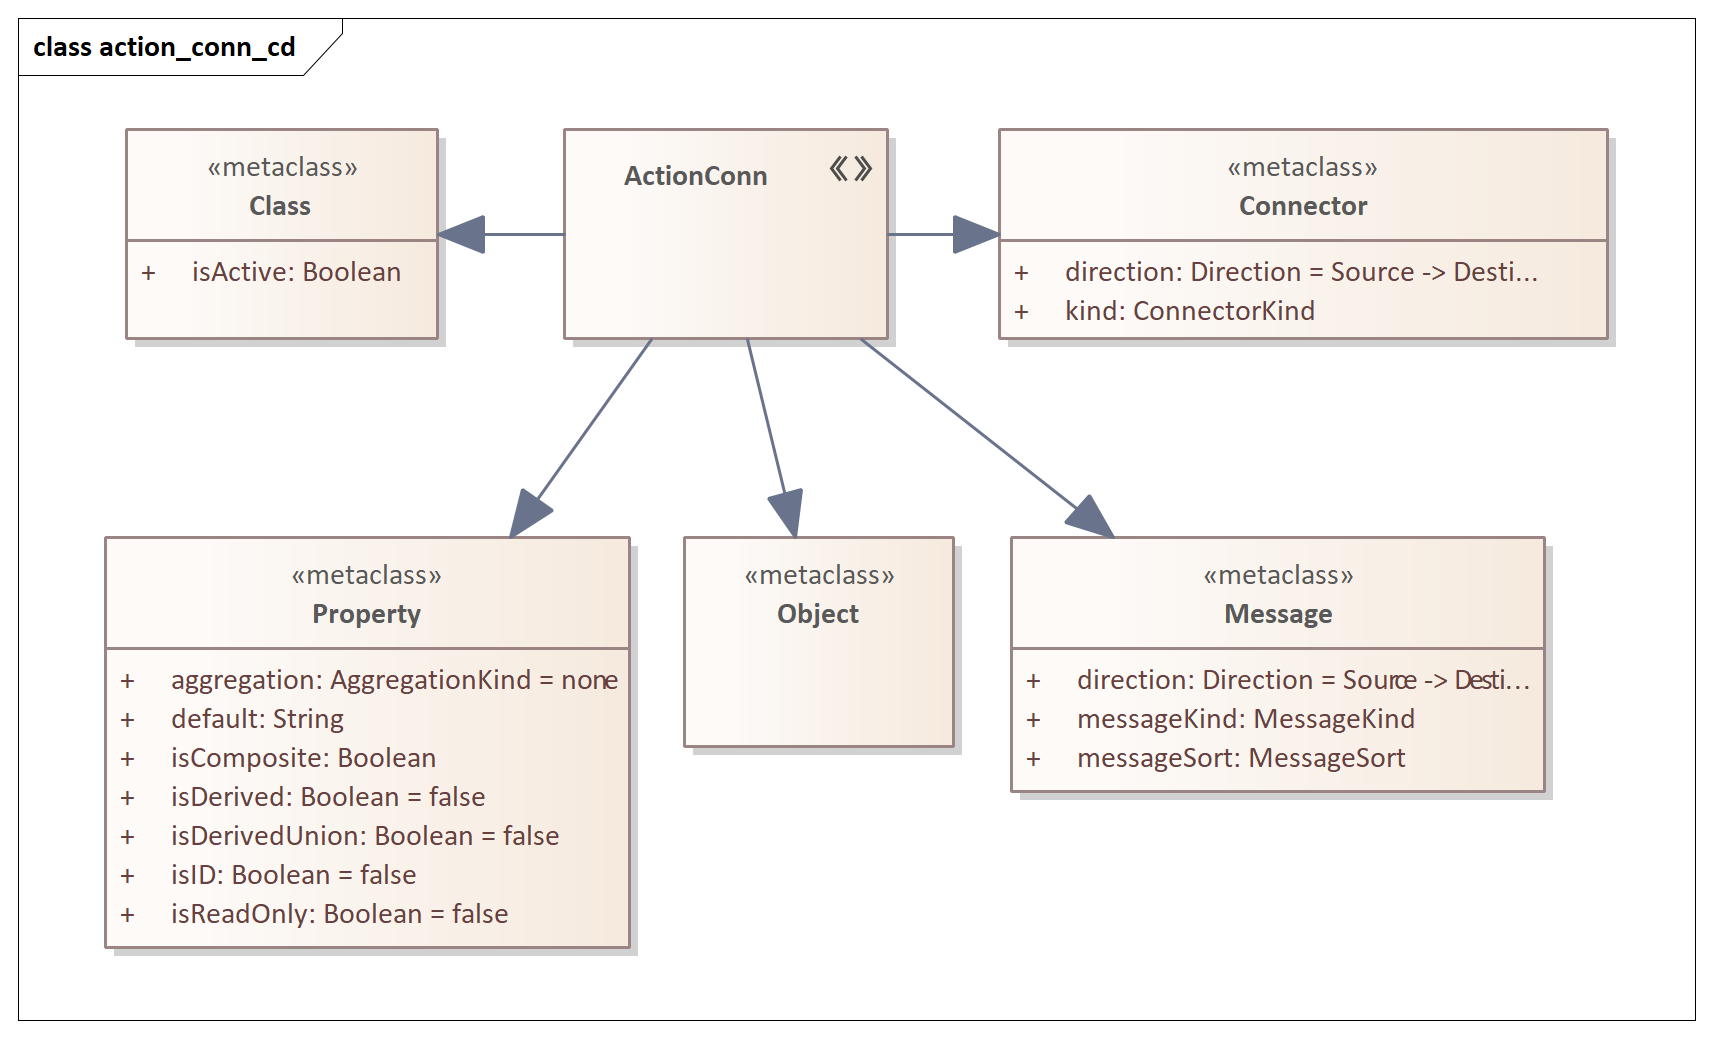 class action_conn_cd
«metaclass»
Class
+ isActive: Boolean
ActionConn
«metaclass»
Connector
+ direction: Direction = Source -> Desti...
+ kind: ConnectorKind
«metaclass»
Property
+ aggregation: AggregationKind = none
+ default: String
+ isComposite: Boolean
+ isDerived: Boolean = false
+ isDerivedUnion: Boolean = false
+ isID: Boolean = false
+ isReadOnly: Boolean = false
«metaclass»
Object
«metaclass»
Message
+ direction: Direction = Source -> Desti...
+ messageKind: MessageKind
+ messageSort: MessageSort